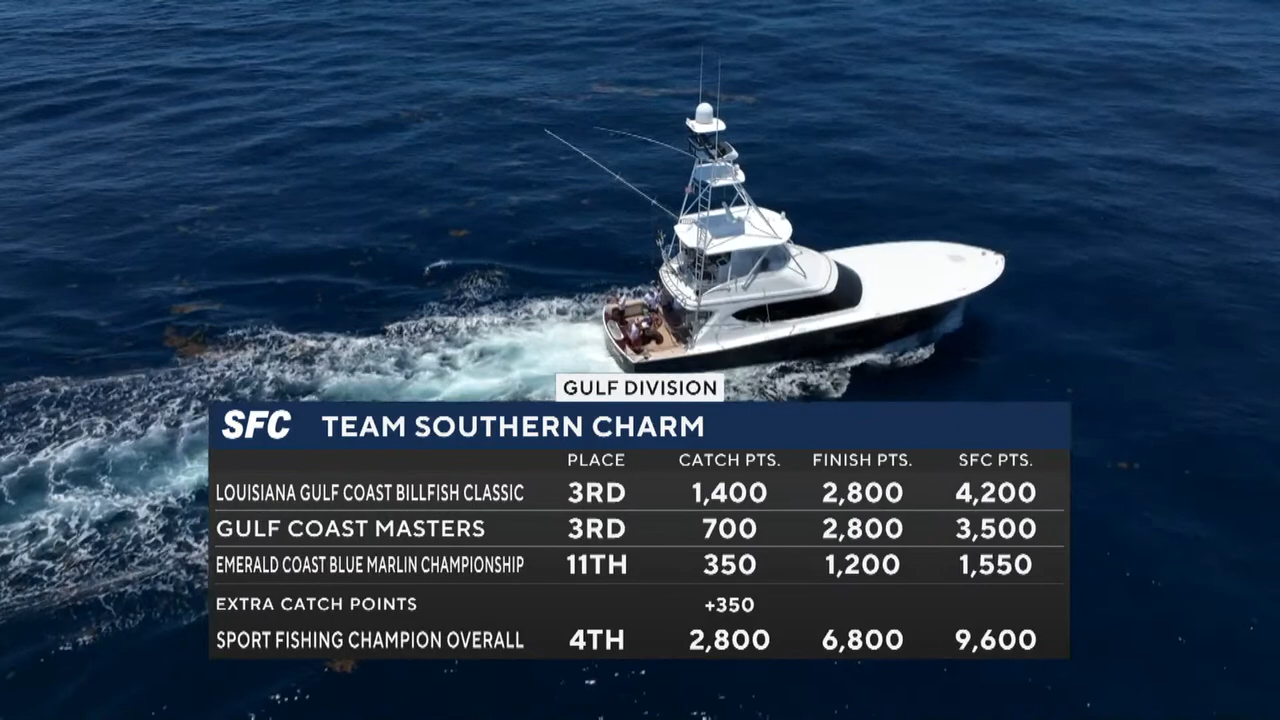 GULF DIVISION
SFC TEAM SOUTHERN CHARM
PLACE CATCH PTS. FINISH PTS. SFC PTS.
LOUISIANA GULF COAST BILLFISH CLASSIC 3RD 1,400 2,800 4,200
GULF COAST MASTERS 3RD 700 2,800 3,500
EMERALD COAST BLUE MARLIN CHAMPIONSHIP 11TH 350 1,200 1,550
EXTRA CATCH POINTS +350
SPORT FISHING CHAMPION OVERALL 4TH 2,800 6,800 9,600